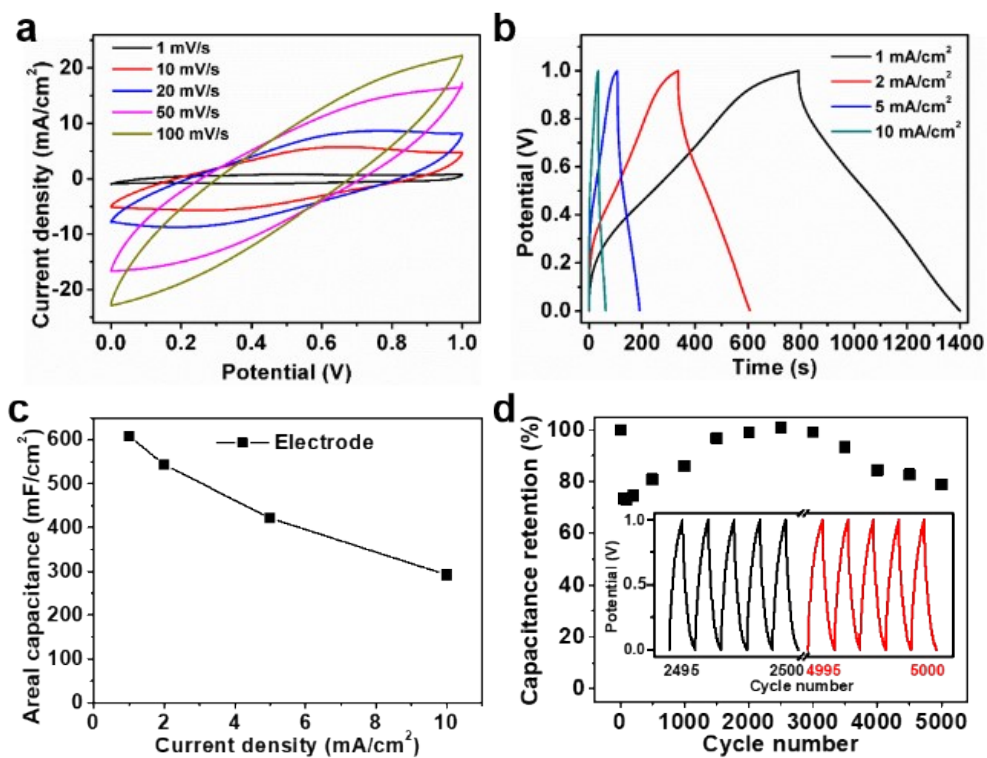 a
1 mV/s
10 mV/s
20 mV/s
50 mV/s
100 mV/s
Current density (mA/cm²)
20
10
0
-10
-20
0.0 0.2 0.4 0.6 0.8 1.0
Potential (V)
b
1 mA/cm²
2 mA/cm²
5 mA/cm²
10 mA/cm²
Potential (V)
1.0
0.8
0.6
0.4
0.2
0.0
0 200 400 600 800 1000 1200 1400
Time (s)
c
Electrode
Areal capacitance (mF/cm²)
600
500
400
300
200
100
0
0 2 4 6 8 10
Current density (mA/cm²)
d
Capacitance retention (%)
100
80
60
40
20
0
Potential (V)
1.0
0.5
0.0
2495 2500 4995 5000
Cycle number
0 1000 2000 3000 4000 5000
Cycle number